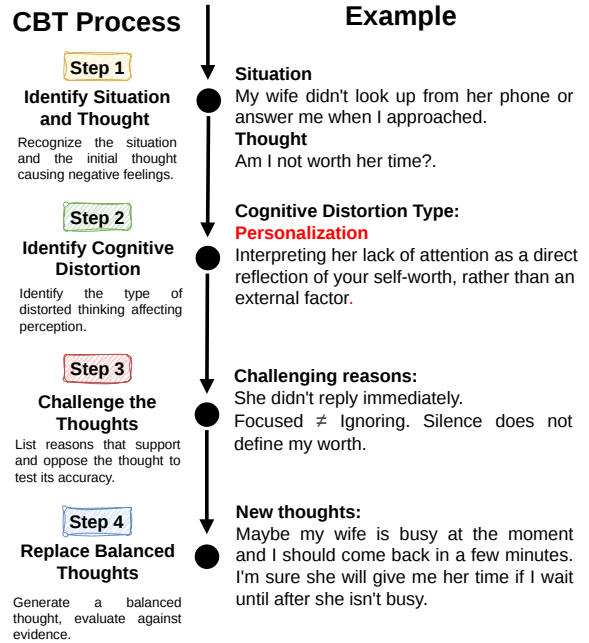 CBT Process
Example
Step 1
Identify Situation
and Thought
Recognize the situation
and the initial thought
causing negative feelings.
Situation
My wife didn't look up from her phone or
answer me when I approached.
Thought
Am I not worth her time?.
Step 2
Identify Cognitive
Distortion
Identify the type of
distorted thinking affecting
perception.
Cognitive Distortion Type:
Personalization
Interpreting her lack of attention as a direct
reflection of your self-worth, rather than an
external factor.
Step 3
Challenge the
Thoughts
List reasons that support
and oppose the thought to
test its accuracy.
Challenging reasons:
She didn't reply immediately.
Focused ≠ Ignoring. Silence does not
define my worth.
Step 4
Replace Balanced
Thoughts
Generate a balanced
thought, evaluate against
evidence.
New thoughts:
Maybe my wife is busy at the moment
and I should come back in a few minutes.
I'm sure she will give me her time if I wait
until after she isn't busy.